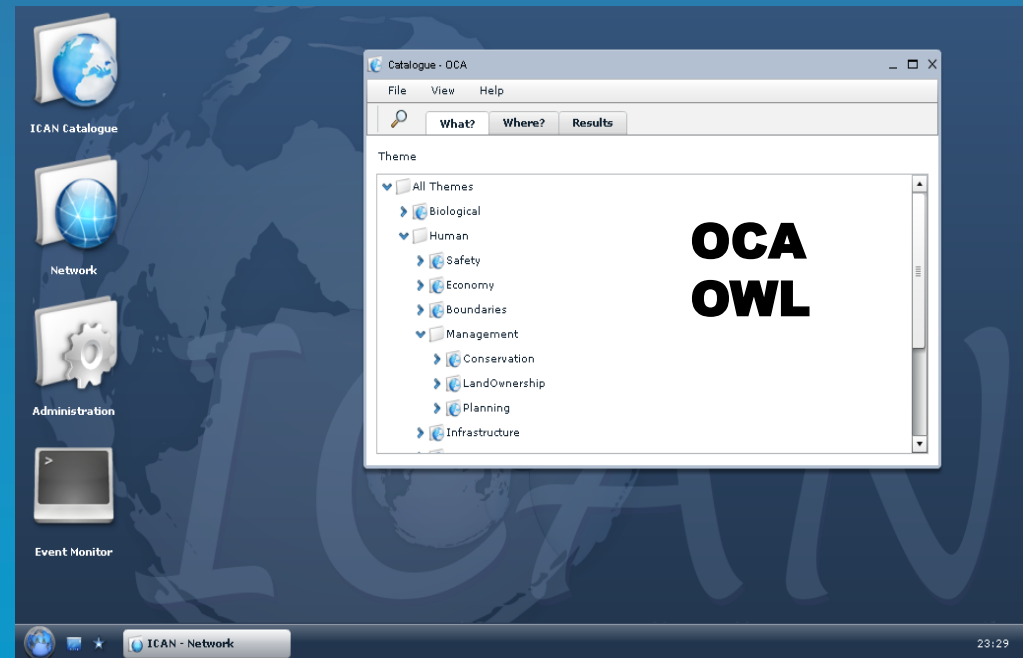 ICAN Catalogue
Network
Administration
>
Event Monitor
Catalogue - OCA
File View Help
What? Where? Results
Theme
All Themes
Biological
Human
Safety
Economy
Boundaries
Management
Conservation
LandOwnership
Planning
Infrastructure
OCA
OWL
ICAN
ICAN - Network
23:29